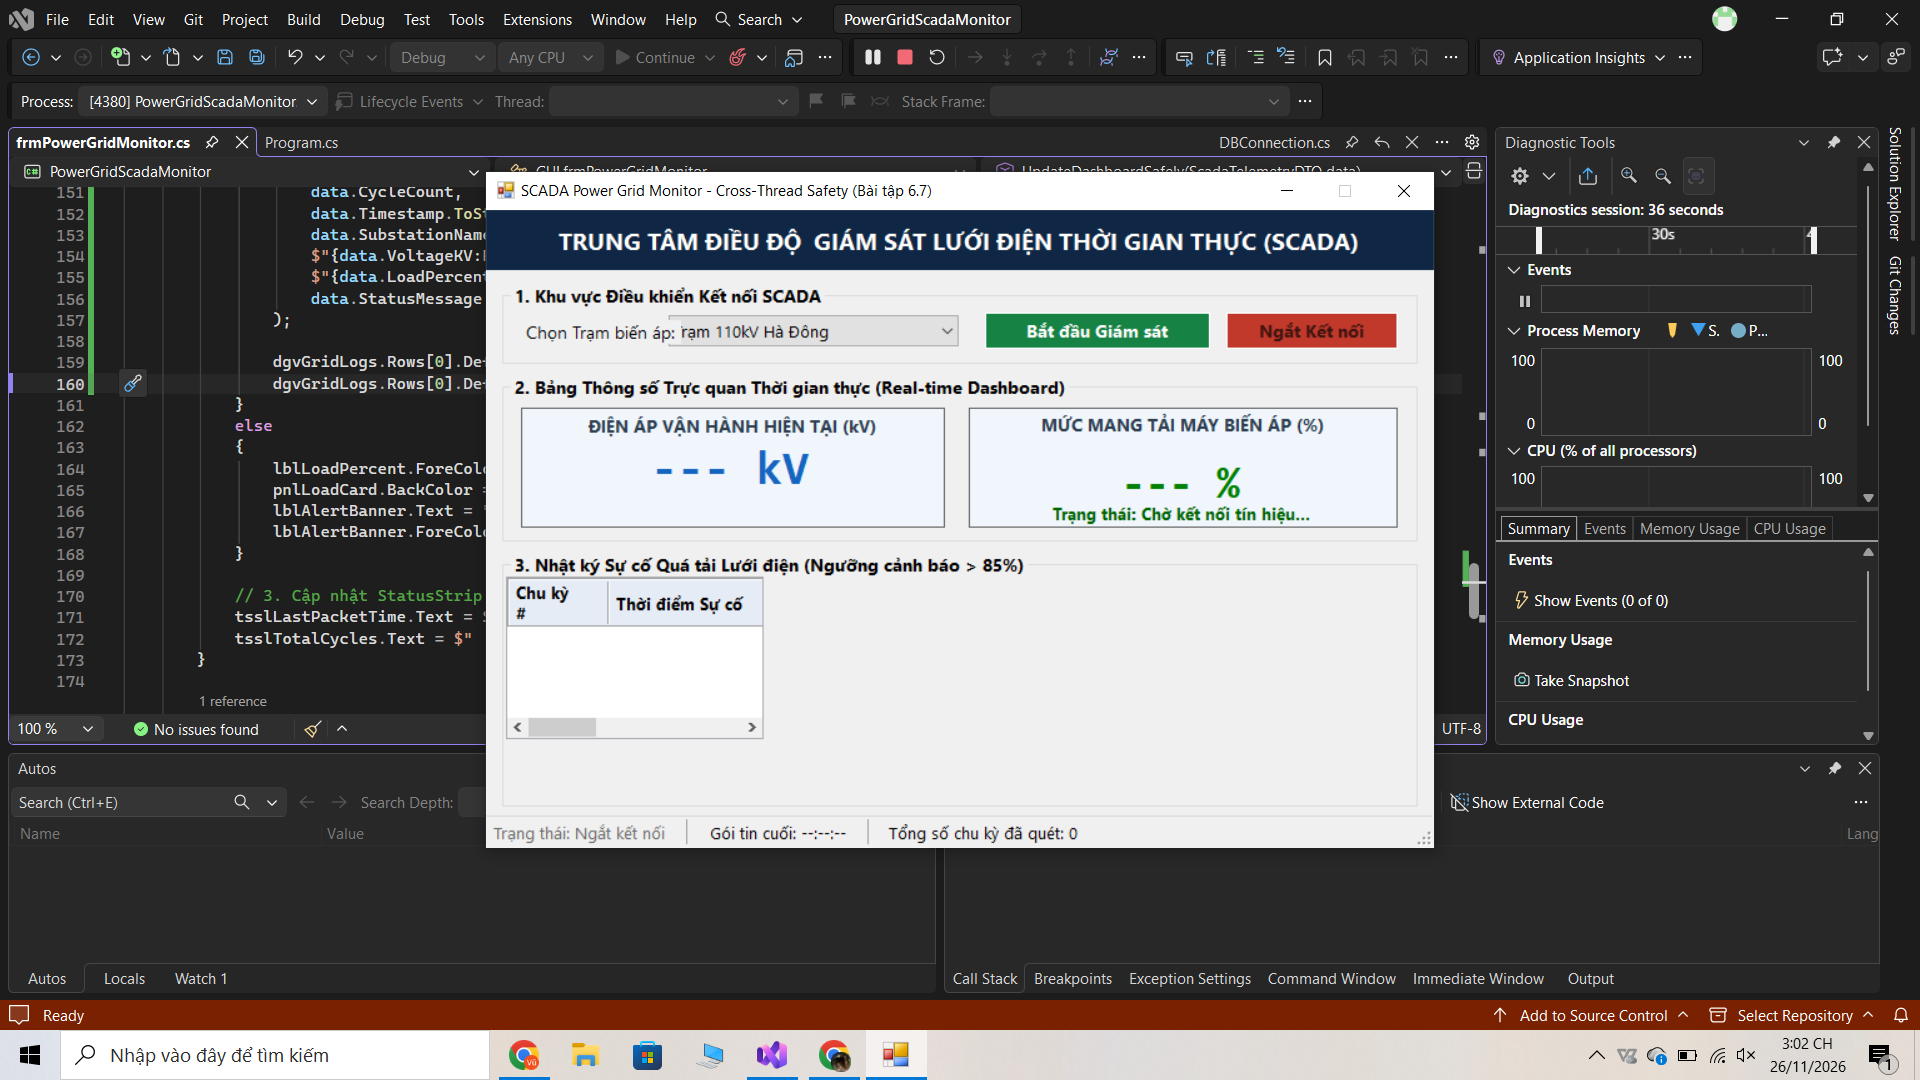 File Edit View Git Project Build Debug Test Tools Extensions Window Help Search PowerGridScadaMonitor
Debug Any CPU Continue Application Insights
Process: [4380] PowerGridScadaMonitor. Lifecycle Events Thread: Stack Frame:
frmPowerGridMonitor.cs Program.cs DBConnection.cs
PowerGridScadaMonitor
151 data.CycleCount,
152 data.Timestamp.ToSt
153 data.SubstationName
154 $"{data.VoltageKV:
155 $"{data.LoadPercent
156 data.StatusMessage
157 );
158
159 dgvGridLogs.Rows[0].De
160 dgvGridLogs.Rows[0].De
161 }
162 else
163 {
164 lblLoadPercent.ForeColo
165 pnlLoadCard.BackColor =
166 lblAlertBanner.Text = "
167 lblAlertBanner.ForeColo
168 }
169
170 // 3. Cập nhật StatusStrip
171 tsslLastPacketTime.Text = $
172 tsslTotalCycles.Text = $"
173 }
174
1 reference
100 % No issues found UTF-8
SCADA Power Grid Monitor - Cross-Thread Safety (Bài tập 6.7)
TRUNG TÂM ĐIỀU ĐỘ GIÁM SÁT LƯỚI ĐIỆN THỜI GIAN THỰC (SCADA)
1. Khu vực Điều khiển Kết nối SCADA
Chọn Trạm biến áp: rạm 110kV Hà Đông Bắt đầu Giám sát Ngắt Kết nối
2. Bảng Thông số Trực quan Thời gian thực (Real-time Dashboard)
ĐIỆN ÁP VẬN HÀNH HIỆN TẠI (kV)
--- kV
MỨC MANG TẢI MÁY BIẾN ÁP (%)
--- %
Trạng thái: Chờ kết nối tín hiệu...
3. Nhật ký Sự cố Quá tải Lưới điện (Ngưỡng cảnh báo > 85%)
Chu kỳ
# Thời điểm Sự cố
Trạng thái: Ngắt kết nối Gói tin cuối: --:--:-- Tổng số chu kỳ đã quét: 0
Diagnostic Tools
Diagnostics session: 36 seconds
30s
Events
Process Memory S. P...
100 100
0 0
CPU (% of all processors)
100 100
Summary Events Memory Usage CPU Usage
Events
Show Events (0 of 0)
Memory Usage
Take Snapshot
CPU Usage
Solution Explorer
Git Changes
Autos
Search (Ctrl+E) Search Depth:
Name Value
Autos Locals Watch 1
Show External Code
Lang
Call Stack Breakpoints Exception Settings Command Window Immediate Window Output
Ready Add to Source Control Select Repository
Nhập vào đây để tìm kiếm
3:02 CH
26/11/2026
1